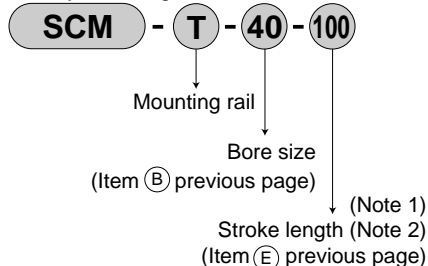 SCM - T - 40 - 100
Mounting rail
Bore size
(Item B previous page)
(Note 1)
Stroke length (Note 2)
(Item E previous page)